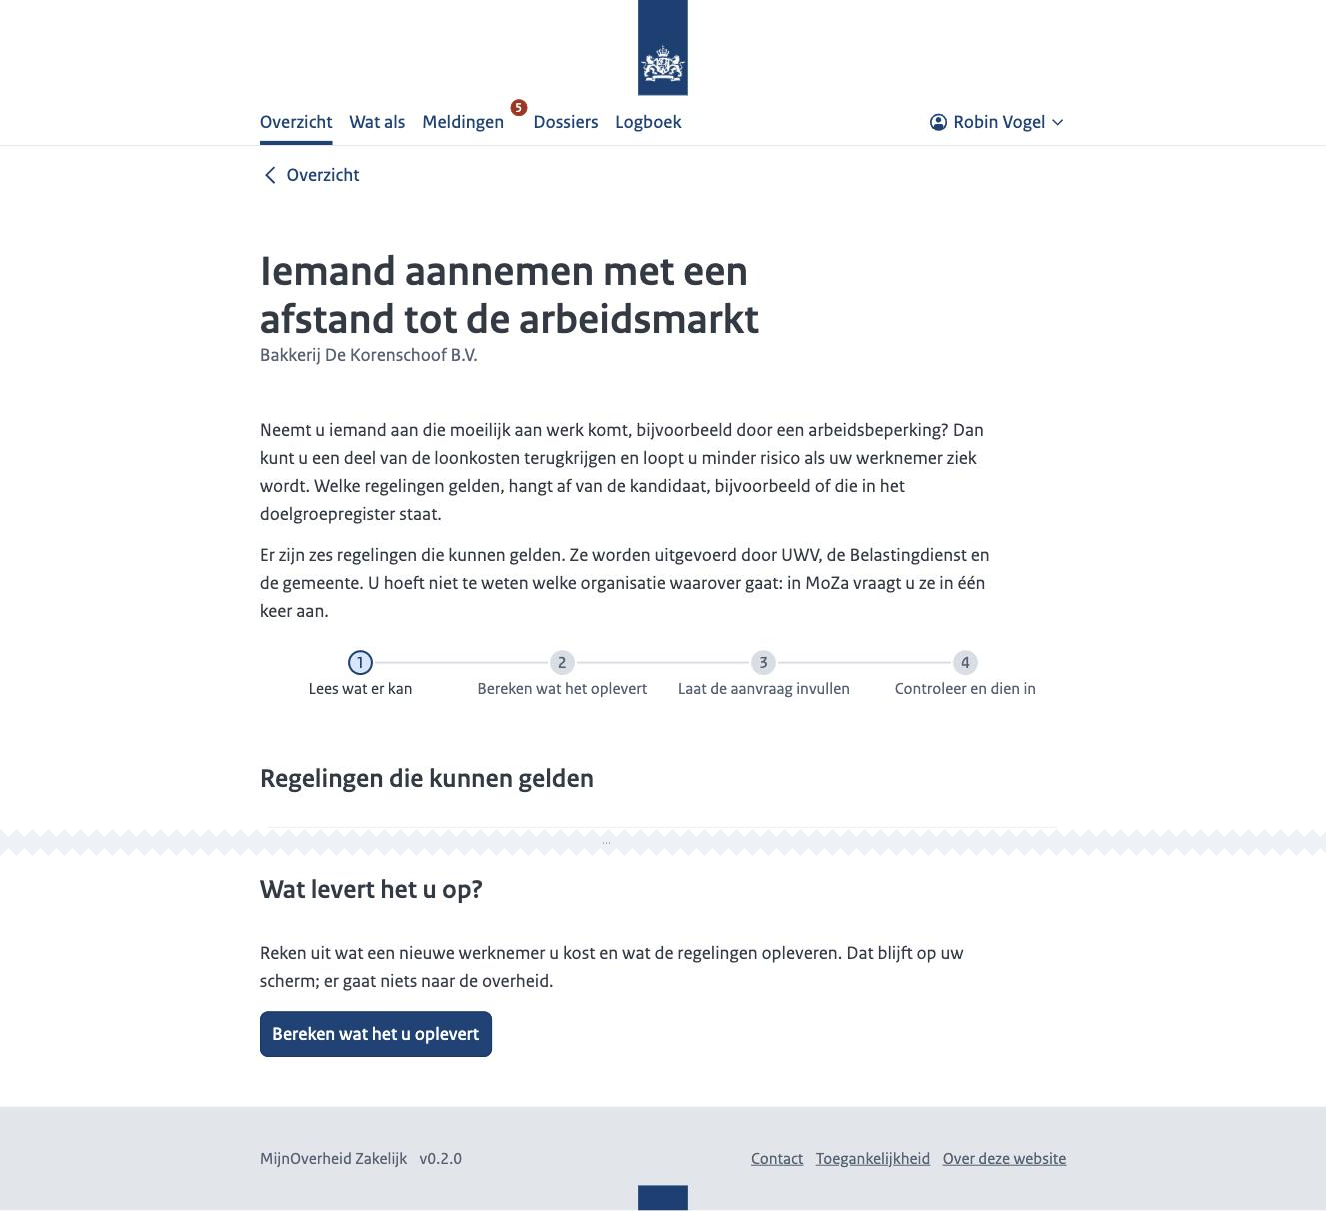 5
Overzicht Wat als Meldingen Dossiers Logboek Robin Vogel
Overzicht
Iemand aannemen met een
afstand tot de arbeidsmarkt
Bakkerij De Korenschoof B.V.
Neemt u iemand aan die moeilijk aan werk komt, bijvoorbeeld door een arbeidsbeperking? Dan
kunt u een deel van de loonkosten terugkrijgen en loopt u minder risico als uw werknemer ziek
wordt. Welke regelingen gelden, hangt af van de kandidaat, bijvoorbeeld of die in het
doelgroepregister staat.
Er zijn zes regelingen die kunnen gelden. Ze worden uitgevoerd door UWV, de Belastingdienst en
de gemeente. U hoeft niet te weten welke organisatie waarover gaat: in MoZa vraagt u ze in één
keer aan.
1 2 3 4
Lees wat er kan Bereken wat het oplevert Laat de aanvraag invullen Controleer en dien in
Regelingen die kunnen gelden
...
Wat levert het u op?
Reken uit wat een nieuwe werknemer u kost en wat de regelingen opleveren. Dat blijft op uw
scherm; er gaat niets naar de overheid.
Bereken wat het u oplevert
MijnOverheid Zakelijk v0.2.0 Contact Toegankelijkheid Over deze website